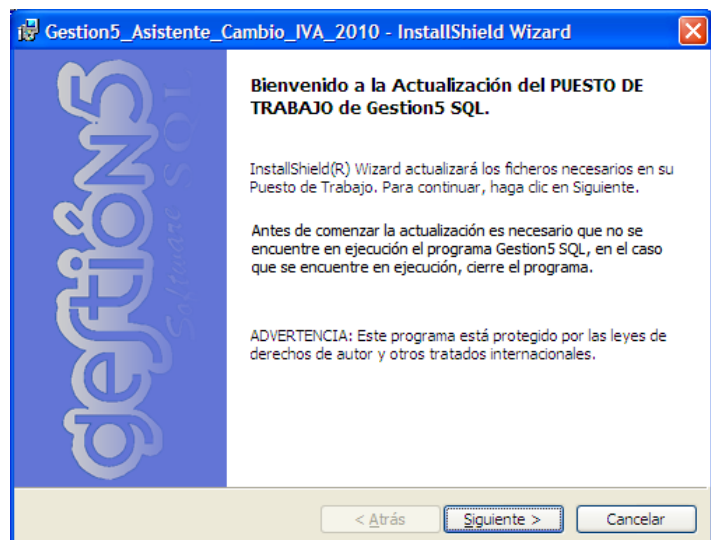 Gestion5_Asistente_Cambio_IVA_2010 - InstallShield Wizard
gestión5
Software SQL
Bienvenido a la Actualización del PUESTO DE
TRABAJO de Gestion5 SQL.
InstallShield(R) Wizard actualizará los ficheros necesarios en su
Puesto de Trabajo. Para continuar, haga clic en Siguiente.
Antes de comenzar la actualización es necesario que no se
encuentre en ejecución el programa Gestion5 SQL, en el caso
que se encuentre en ejecución, cierre el programa.
ADVERTENCIA: Este programa está protegido por las leyes de
derechos de autor y otros tratados internacionales.
< Atrás
Siguiente >
Cancelar